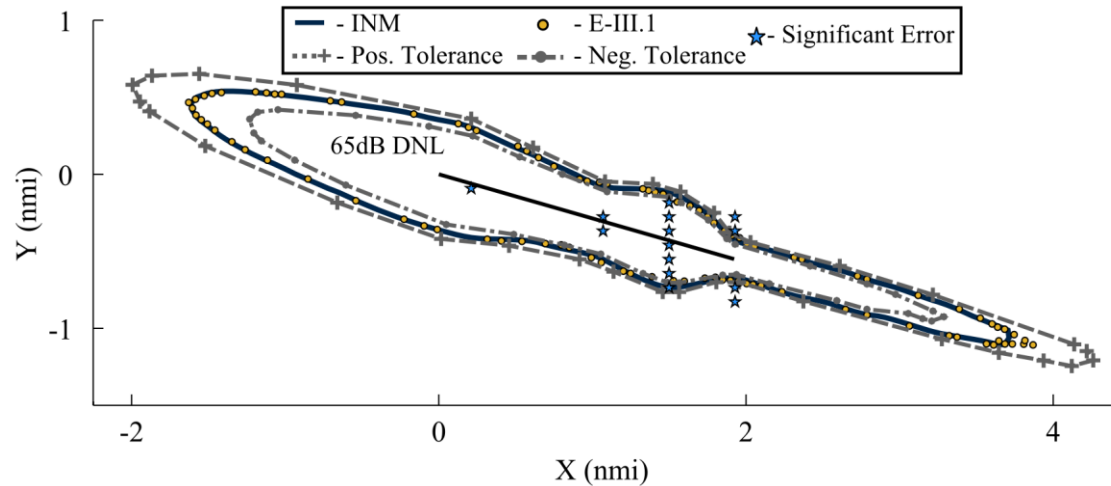 - INM - E-III.1 - Significant Error
- Pos. Tolerance - Neg. Tolerance
1
0
-1
Y (nmi)
65dB DNL
-2 0 2 4
X (nmi)